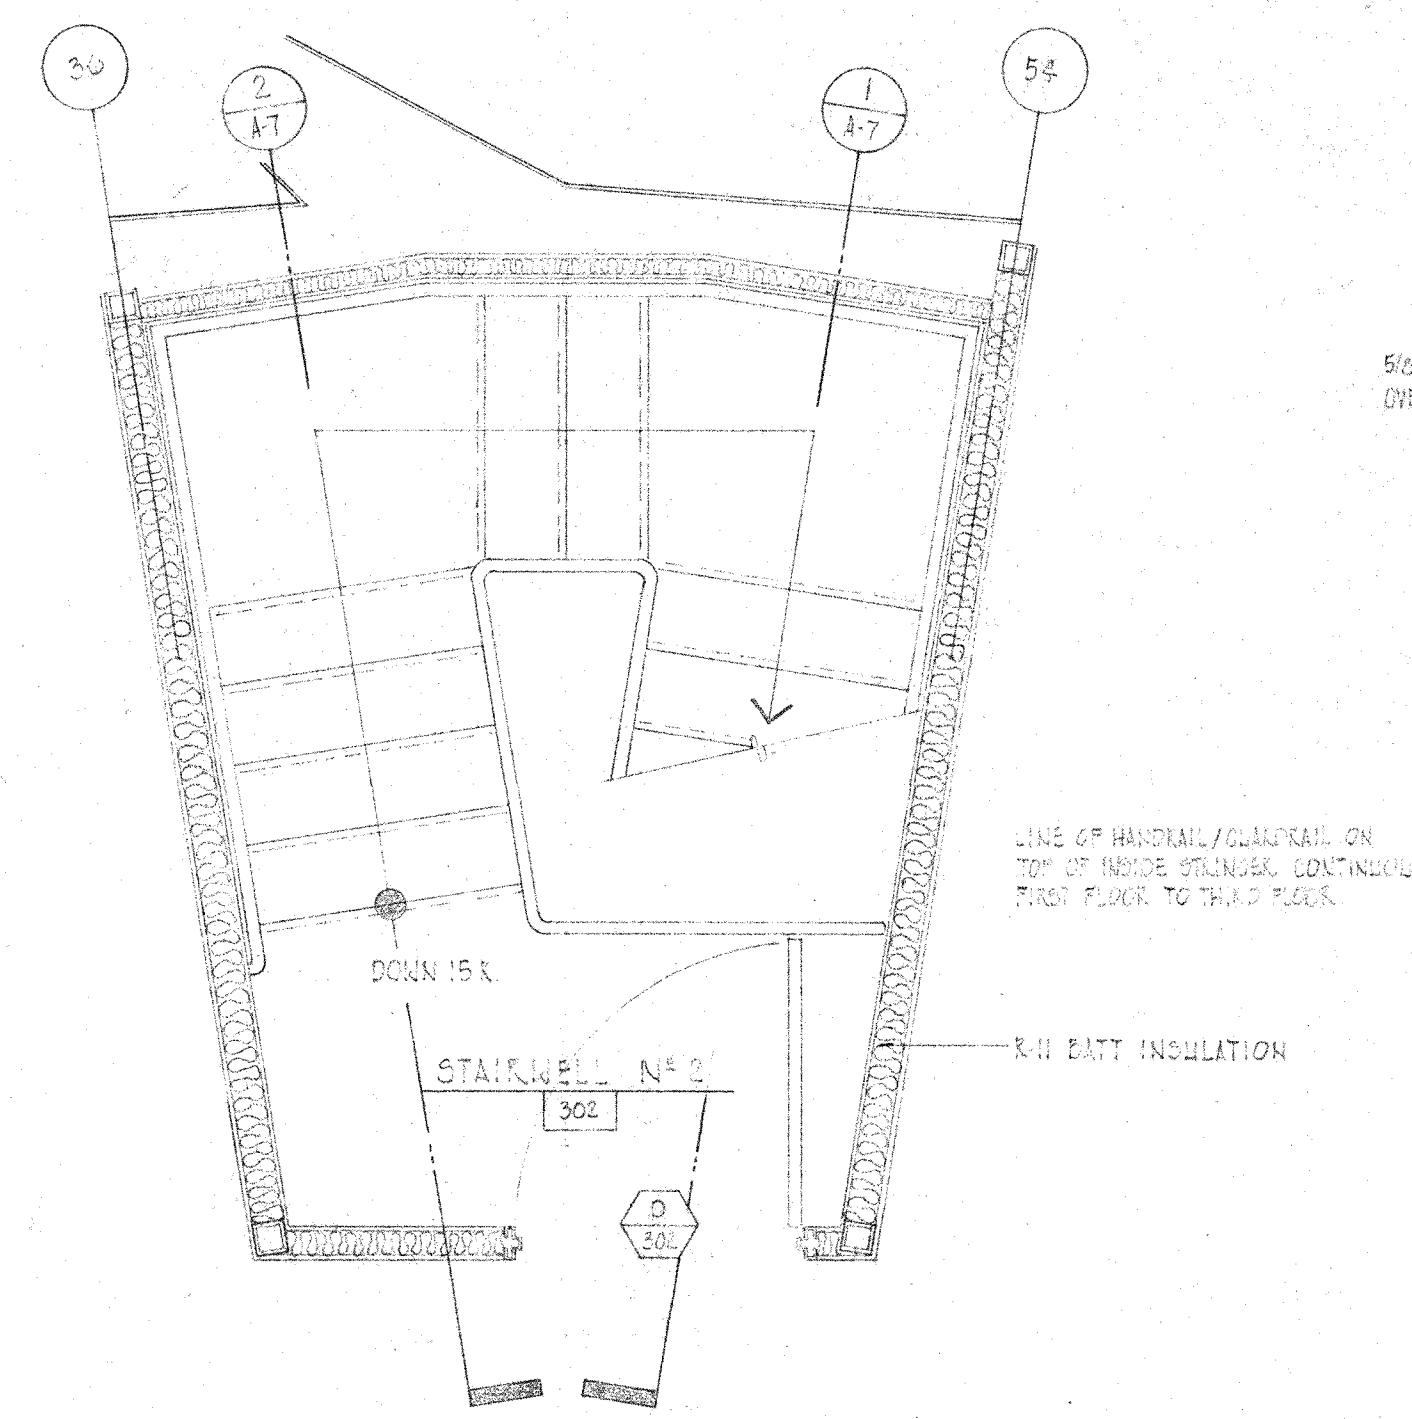 36
2
A-7
1
A-7
54
5/8
OVE
LINE OF HANDRAIL/GUARDRAIL ON
TOP OF INSIDE STRINGER CONTINUOU
FIRST FLOOR TO THIRD FLOOR
DOWN 15 R.
R-11 BATT INSULATION
STAIRWELL Nº 2
302
D
302